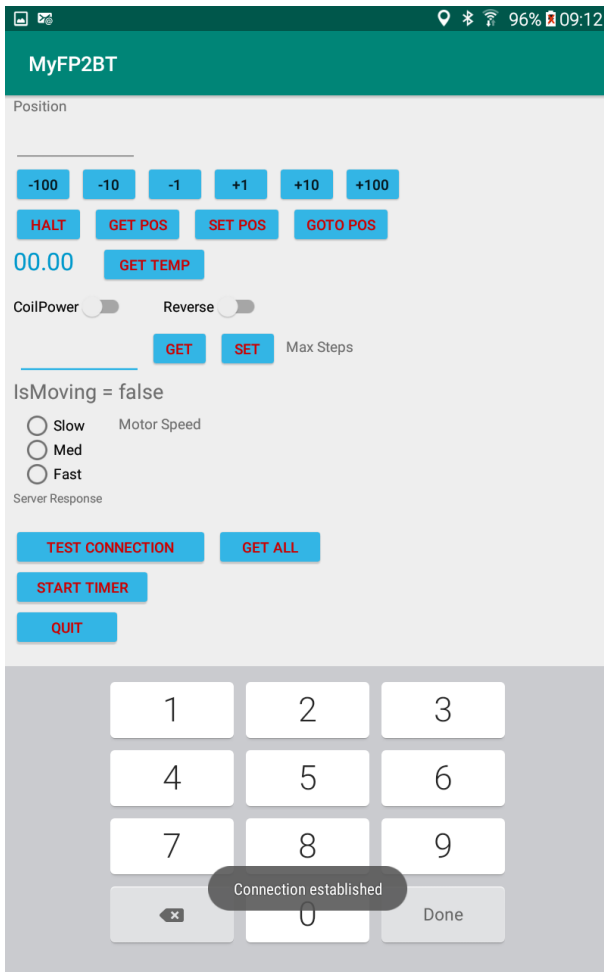 96% 09:12
MyFP2BT
Position
-100 -10 -1 +1 +10 +100
HALT GET POS SET POS GOTO POS
00.00 GET TEMP
CoilPower Reverse
GET SET Max Steps
IsMoving = false
Slow Motor Speed
Med
Fast
Server Response
TEST CONNECTION GET ALL
START TIMER
QUIT
1 2 3
4 5 6
7 8 9
Connection established
0 Done